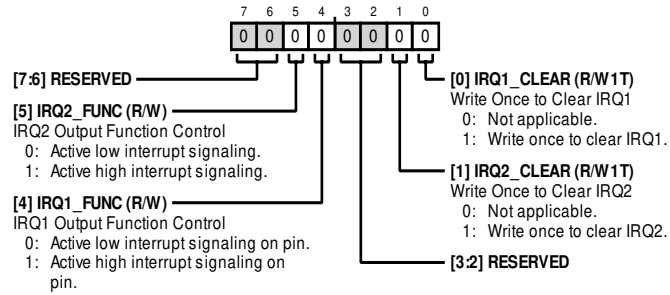 7 6 5 4 3 2 1 0
0 0 0 0 0 0 0 0
[7:6] RESERVED
[5] IRQ2_FUNC (R/W)
IRQ2 Output Function Control
0: Active low interrupt signaling.
1: Active high interrupt signaling.
[4] IRQ1_FUNC (R/W)
IRQ1 Output Function Control
0: Active low interrupt signaling on pin.
1: Active high interrupt signaling on
pin.
[0] IRQ1_CLEAR (R/W1T)
Write Once to Clear IRQ1
0: Not applicable.
1: Write once to clear IRQ1.
[1] IRQ2_CLEAR (R/W1T)
Write Once to Clear IRQ2
0: Not applicable.
1: Write once to clear IRQ2.
[3:2] RESERVED